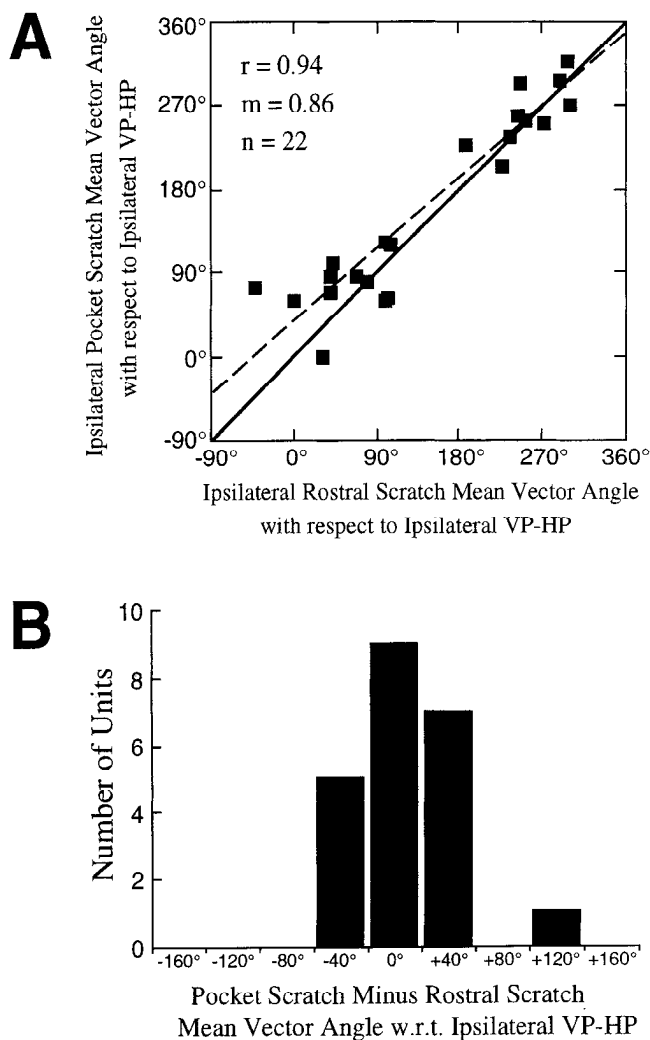 A
Ipsilateral Pocket Scratch Mean Vector Angle
with respect to Ipsilateral VP-HP
r = 0.94
m = 0.86
n = 22
360°
270°
180°
90°
0°
-90°
-90° 0° 90° 180° 270° 360°
Ipsilateral Rostral Scratch Mean Vector Angle
with respect to Ipsilateral VP-HP
B
Number of Units
10
8
6
4
2
0
-160° -120° -80° -40° 0° +40° +80° +120° +160°
Pocket Scratch Minus Rostral Scratch
Mean Vector Angle w.r.t. Ipsilateral VP-HP